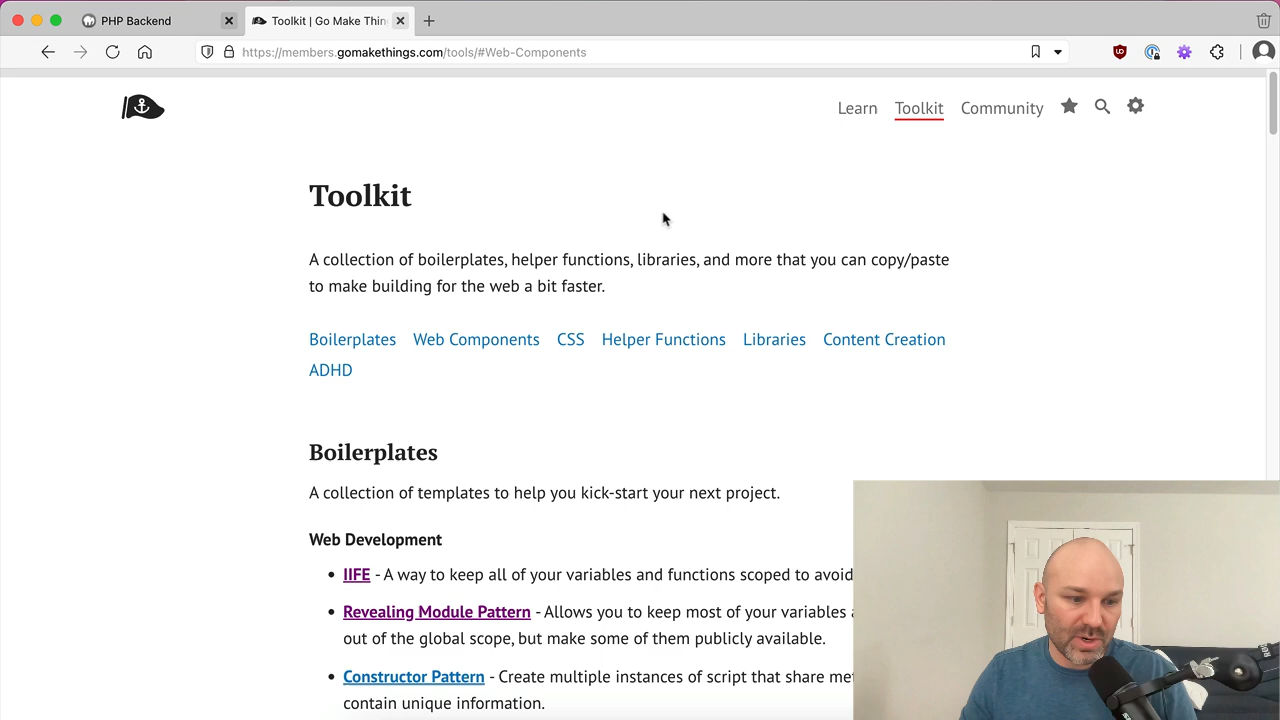 PHP Backend
Toolkit | Go Make Thin
https://members.gomakethings.com/tools/#Web-Components
Learn Toolkit Community
Toolkit
A collection of boilerplates, helper functions, libraries, and more that you can copy/paste
to make building for the web a bit faster.
Boilerplates Web Components CSS Helper Functions Libraries Content Creation
ADHD
Boilerplates
A collection of templates to help you kick-start your next project.
Web Development
• IIFE - A way to keep all of your variables and functions scoped to avoid
• Revealing Module Pattern - Allows you to keep most of your variables
out of the global scope, but make some of them publicly available.
• Constructor Pattern - Create multiple instances of script that share
contain unique information.